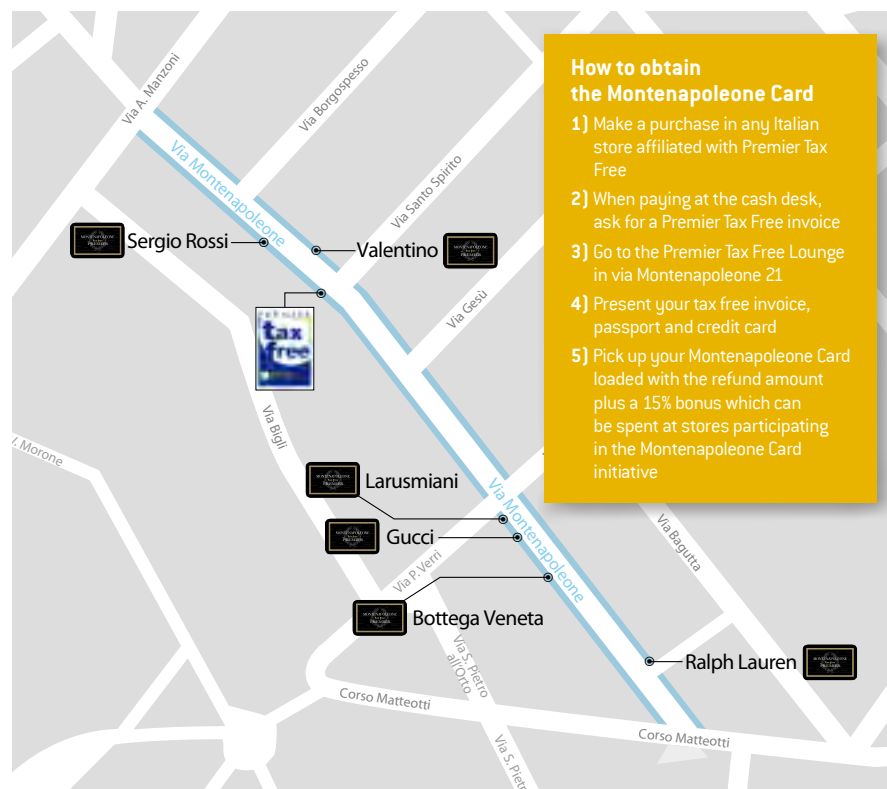 How to obtain
the Montenapoleone Card
1) Make a purchase in any Italian
store affiliated with Premier Tax
Free
2) When paying at the cash desk,
ask for a Premier Tax Free invoice
3) Go to the Premier Tax Free Lounge
in via Montenapoleone 21
4) Present your tax free invoice,
passport and credit card
5) Pick up your Montenapoleone Card
loaded with the refund amount
plus a 15% bonus which can
be spent at stores participating
in the Montenapoleone Card
initiative
Via A. Manzoni
Via Borgospesso
Via Montenapoleone
Via Santo Spirito
Sergio Rossi
Valentino
Via Gesù
tax
free
Via Bigli
V. Morone
Larusmiani
Gucci
Via Montenapoleone
Via Bagutta
Via P. Verri
Bottega Veneta
Via S. Pietro
all'Orto
Ralph Lauren
Corso Matteotti
Corso Matteotti
Via S. Pietr